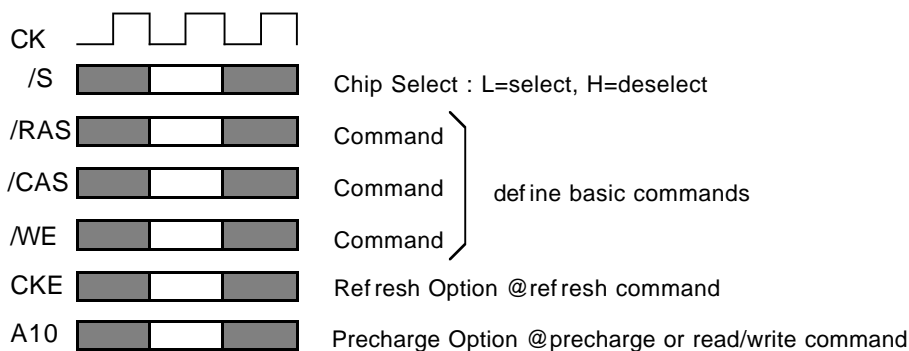 CK
/S Chip Select : L=select, H=deselect
/RAS Command
/CAS Command define basic commands
/WE Command
CKE Refresh Option @refresh command
A10 Precharge Option @precharge or read/write command